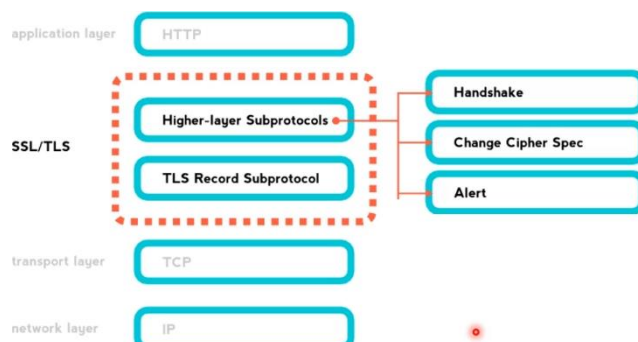 application layer
HTTP
SSL/TLS
Higher-layer Subprotocols
TLS Record Subprotocol
Handshake
Change Cipher Spec
Alert
transport layer
TCP
network layer
IP